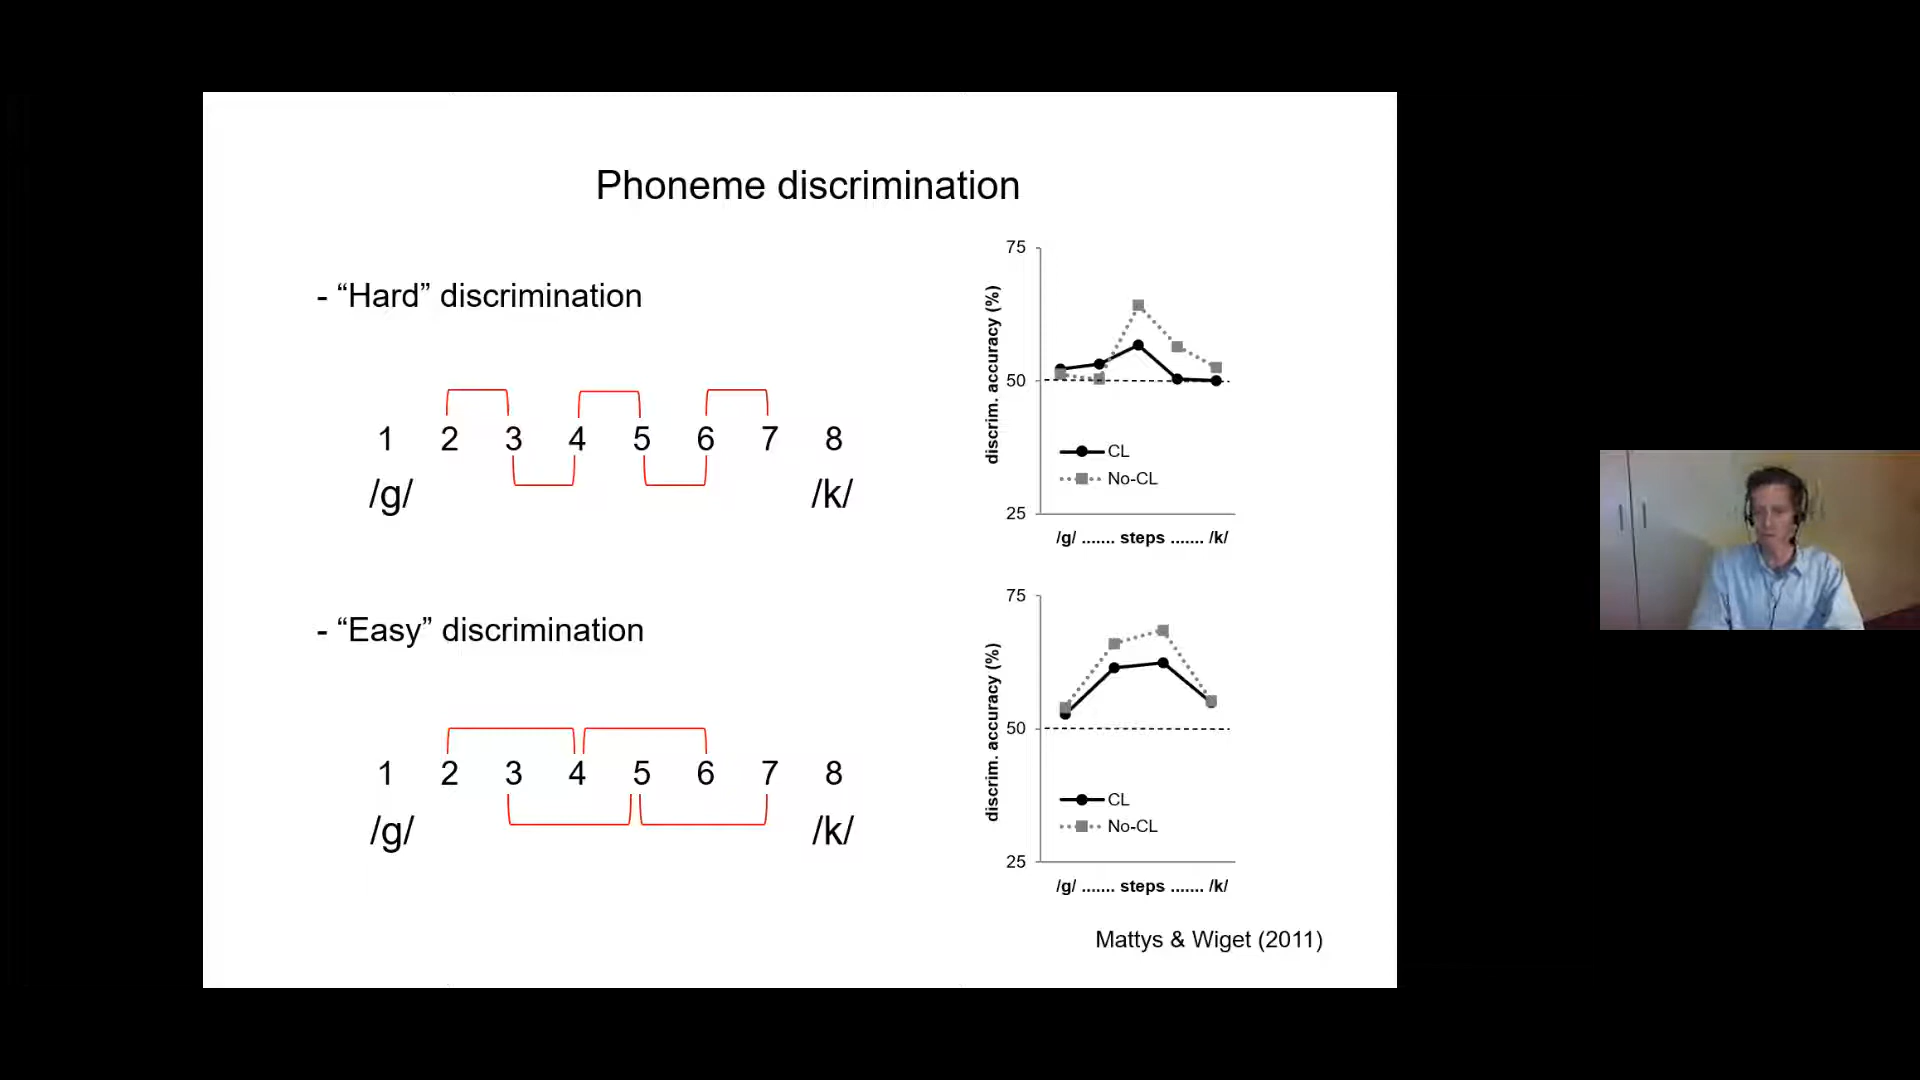 Phoneme discrimination
- “Hard” discrimination
1 2 3 4 5 6 7 8
/g/ /k/
75
50
25
discrim. accuracy (%)
CL
No-CL
/g/ ....... steps ....... /k/
- “Easy” discrimination
1 2 3 4 5 6 7 8
/g/ /k/
75
50
25
discrim. accuracy (%)
CL
No-CL
/g/ ....... steps ....... /k/
Mattys & Wiget (2011)